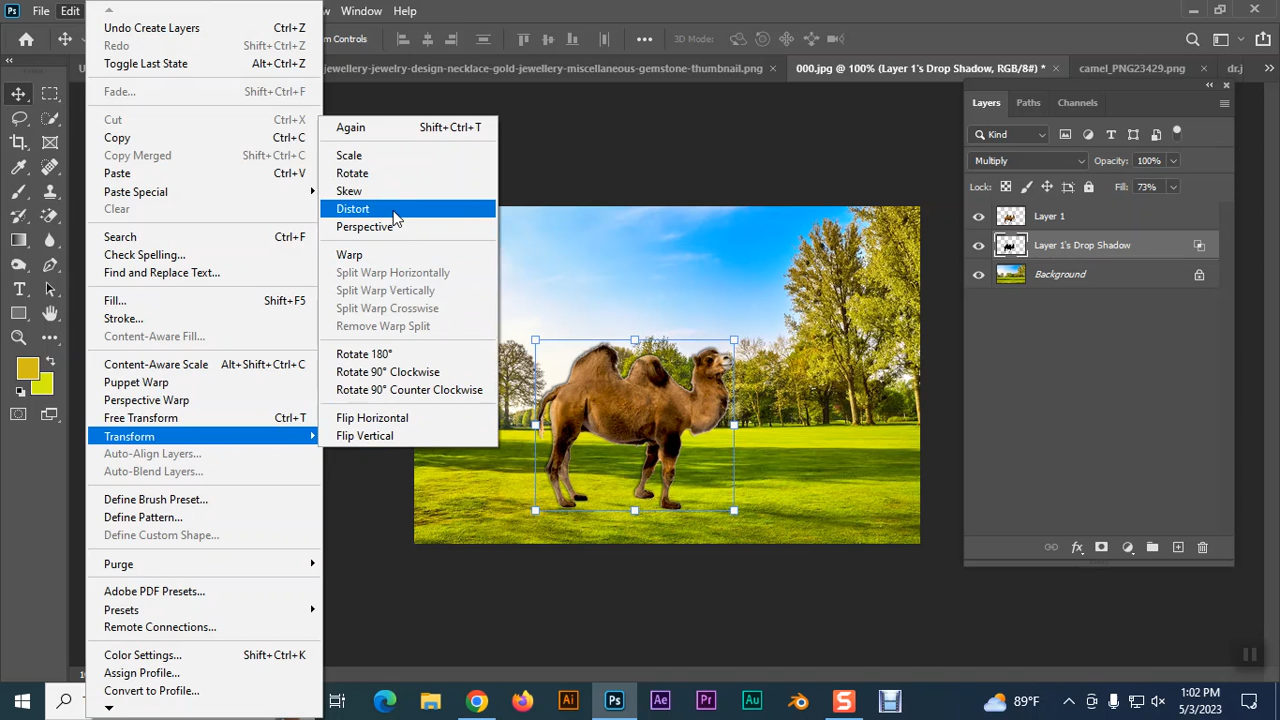 Ps File Edit Window Help
m Controls 3D Mode:
jewellery-jewelry-design-necklace-gold-jewellery-miscellaneous-gemstone-thumbnail.png × 000.jpg @ 100% (Layer 1's Drop Shadow, RGB/8#) * × camel_PNG23429.png × dr.j
Undo Create Layers Ctrl+Z
Redo Shift+Ctrl+Z
Toggle Last State Alt+Ctrl+Z
Fade... Shift+Ctrl+F
Cut Ctrl+X
Copy Ctrl+C
Copy Merged Shift+Ctrl+C
Paste Ctrl+V
Paste Special
Clear
Search Ctrl+F
Check Spelling...
Find and Replace Text...
Fill... Shift+F5
Stroke...
Content-Aware Fill...
Content-Aware Scale Alt+Shift+Ctrl+C
Puppet Warp
Perspective Warp
Free Transform Ctrl+T
Transform
Auto-Align Layers...
Auto-Blend Layers...
Define Brush Preset...
Define Pattern...
Define Custom Shape...
Purge
Adobe PDF Presets...
Presets
Remote Connections...
Color Settings... Shift+Ctrl+K
Assign Profile...
Convert to Profile...
Again Shift+Ctrl+T
Scale
Rotate
Skew
Distort
Perspective
Warp
Split Warp Horizontally
Split Warp Vertically
Split Warp Crosswise
Remove Warp Split
Rotate 180°
Rotate 90° Clockwise
Rotate 90° Counter Clockwise
Flip Horizontal
Flip Vertical
Layers Paths Channels
Kind
Multiply Opacity: 100%
Lock: Fill: 73%
Layer 1
Layer 1's Drop Shadow
Background
fx
Ai Ps Ae Pr Au S 89°F
5:02 PM
5/3/2023